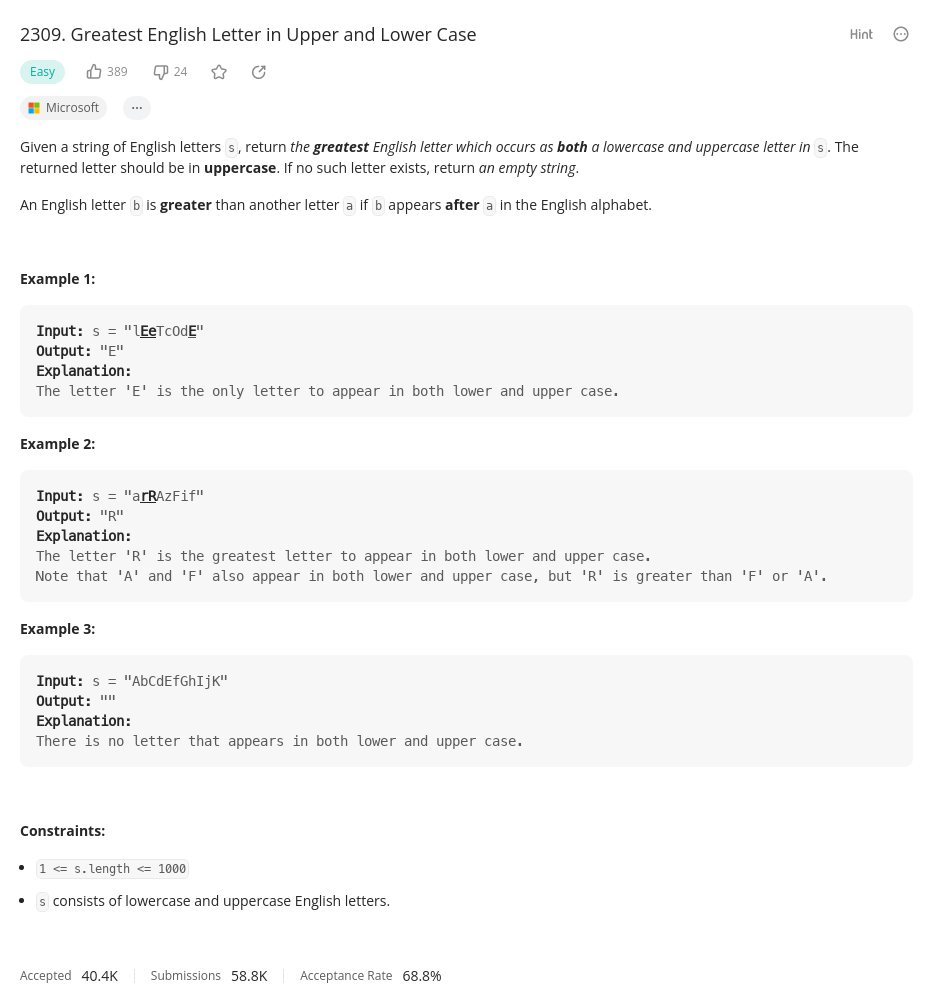 2309. Greatest English Letter in Upper and Lower Case
Hint
Easy
389
24
Microsoft
...
Given a string of English letters s, return the greatest English letter which occurs as both a lowercase and uppercase letter in s. The
returned letter should be in uppercase. If no such letter exists, return an empty string.
An English letter b is greater than another letter a if b appears after a in the English alphabet.
Example 1:
Input: s = "lEeTcOdE"
Output: "E"
Explanation:
The letter 'E' is the only letter to appear in both lower and upper case.
Example 2:
Input: s = "arRAzFif"
Output: "R"
Explanation:
The letter 'R' is the greatest letter to appear in both lower and upper case.
Note that 'A' and 'F' also appear in both lower and upper case, but 'R' is greater than 'F' or 'A'.
Example 3:
Input: s = "AbCdEfGhIjK"
Output: ""
Explanation:
There is no letter that appears in both lower and upper case.
Constraints:
• 1 <= s.length <= 1000
• s consists of lowercase and uppercase English letters.
Accepted 40.4K Submissions 58.8K Acceptance Rate 68.8%